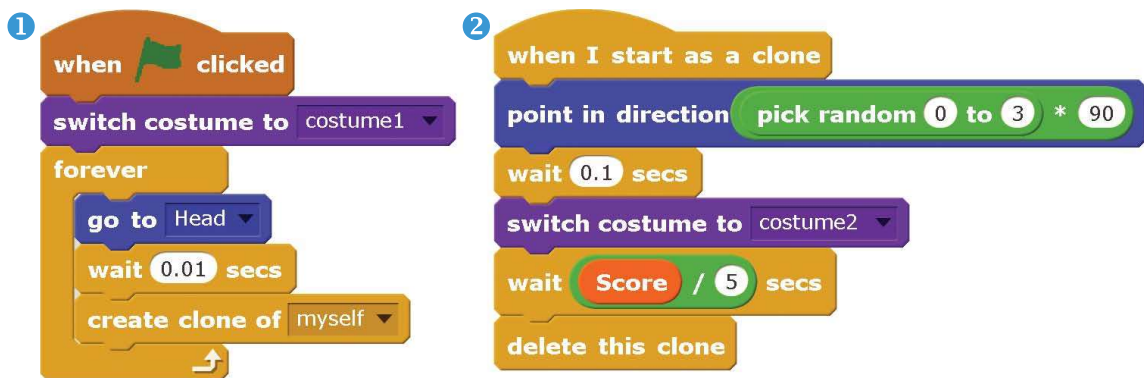 1
when clicked
switch costume to costume1
forever
go to Head
wait 0.01 secs
create clone of myself
2
when I start as a clone
point in direction pick random 0 to 3 * 90
wait 0.1 secs
switch costume to costume2
wait Score / 5 secs
delete this clone